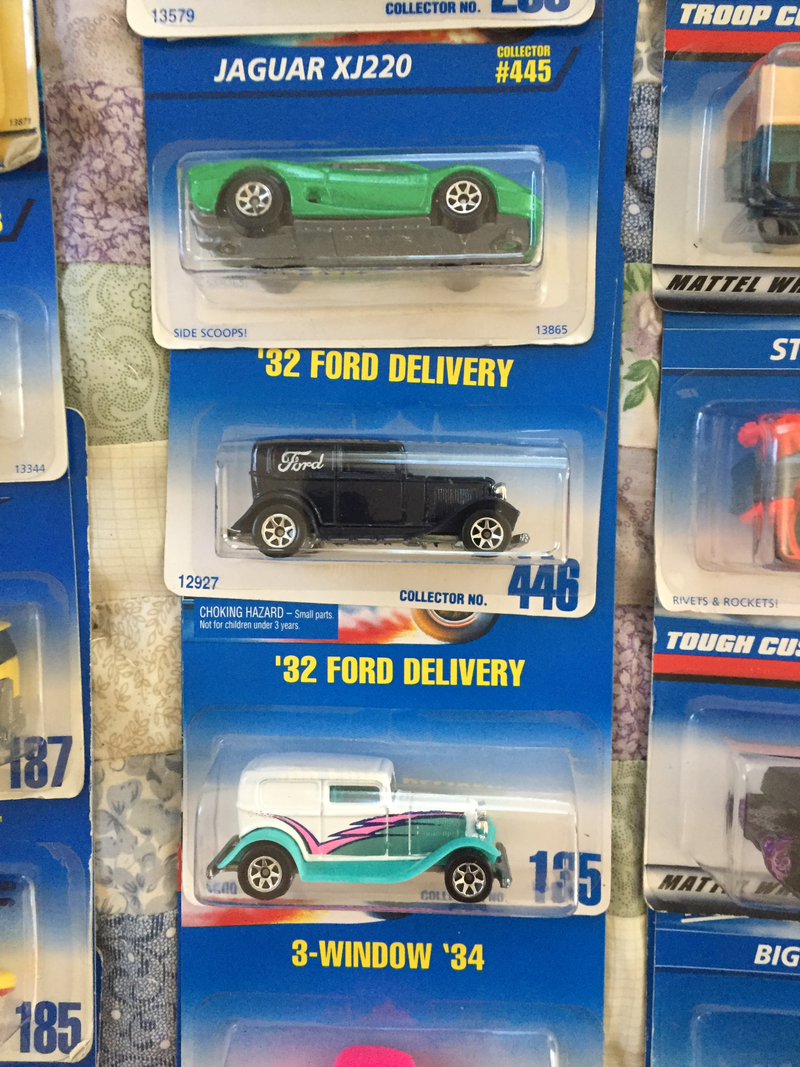 13579
COLLECTOR NO.
TROOP
JAGUAR XJ220
COLLECTOR
#445
13871
SIDE SCOOPS!
13865
MATTEL
'32 FORD DELIVERY
ST
13344
Ford
12927
COLLECTOR NO.
446
RIVETS & ROCKETS!
CHOKING HAZARD – Small parts.
Not for children under 3 years.
TOUGH
'32 FORD DELIVERY
187
COLLECTOR NO.
135
MATTEL
3-WINDOW '34
BIG
185